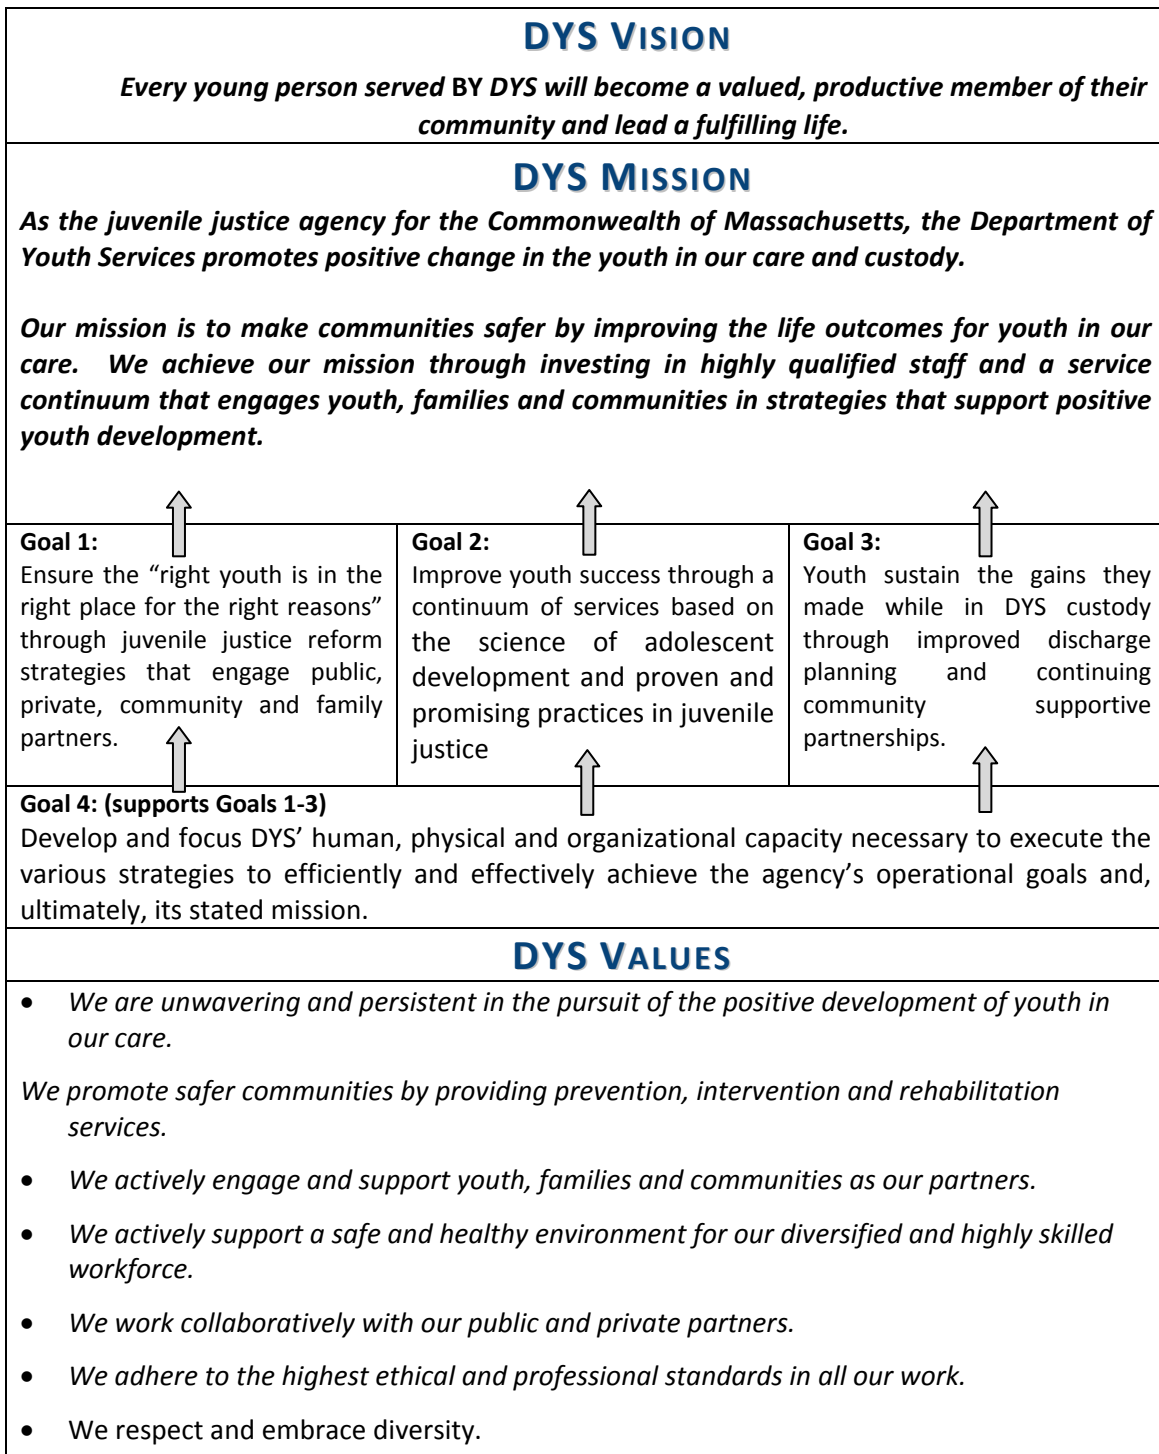 DYS VISION
Every young person served BY DYS will become a valued, productive member of their
community and lead a fulfilling life.
DYS MISSION
As the juvenile justice agency for the Commonwealth of Massachusetts, the Department of
Youth Services promotes positive change in the youth in our care and custody.
Our mission is to make communities safer by improving the life outcomes for youth in our
care. We achieve our mission through investing in highly qualified staff and a service
continuum that engages youth, families and communities in strategies that support positive
youth development.
Goal 1:
Ensure the “right youth is in the
right place for the right reasons”
through juvenile justice reform
strategies that engage public,
private, community and family
partners.
Goal 2:
Improve youth success through a
continuum of services based on
the science of adolescent
development and proven and
promising practices in juvenile
justice
Goal 3:
Youth sustain the gains they
made while in DYS custody
through improved discharge
planning and continuing
community supportive
partnerships.
Goal 4: (supports Goals 1-3)
Develop and focus DYS’ human, physical and organizational capacity necessary to execute the
various strategies to efficiently and effectively achieve the agency’s operational goals and,
ultimately, its stated mission.
DYS VALUES
• We are unwavering and persistent in the pursuit of the positive development of youth in
our care.
We promote safer communities by providing prevention, intervention and rehabilitation
services.
• We actively engage and support youth, families and communities as our partners.
• We actively support a safe and healthy environment for our diversified and highly skilled
workforce.
• We work collaboratively with our public and private partners.
• We adhere to the highest ethical and professional standards in all our work.
• We respect and embrace diversity.